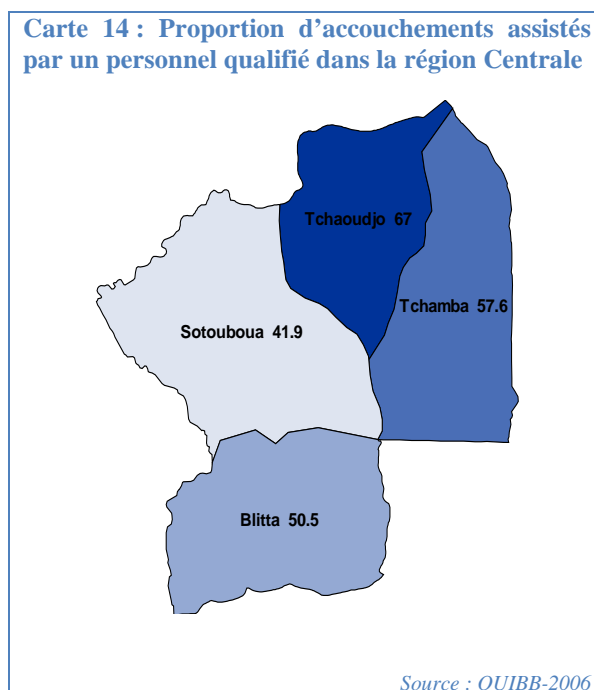 Carte 14 : Proportion d’accouchements assistés
par un personnel qualifié dans la région Centrale
Tchaoudjo 67
Tchamba 57.6
Sotouboua 41.9
Blitta 50.5
Source : QUIBB-2006